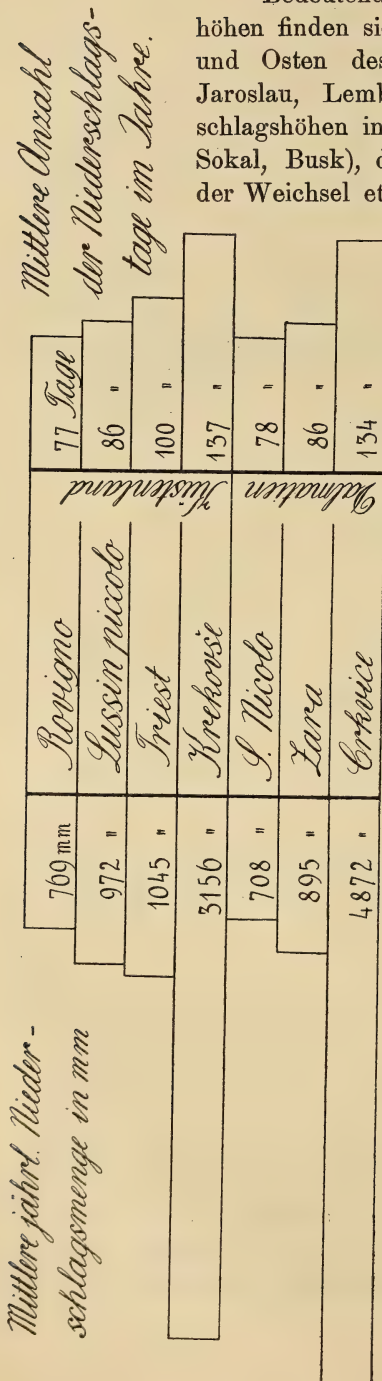 Bedeutend
höhen finden si
und Osten des
Jaroslau, Lemb
schlagshöhen in
Sokal, Busk), d
der Weichsel et
Mittlere Anzahl
der Niederschlags-
tage im Jahre.
Mittlere jährl. Nieder-
schlagsmenge in mm
Küstenland
769 mm Rovigno 77 Tage
972 " Lussin piccolo 86 "
1045 " Triest 100 "
3156 " Krekovše 137 "
Dalmatien
708 " S. Nicolo 78 "
895 " Zara 86 "
4872 " Crkvice 134 "